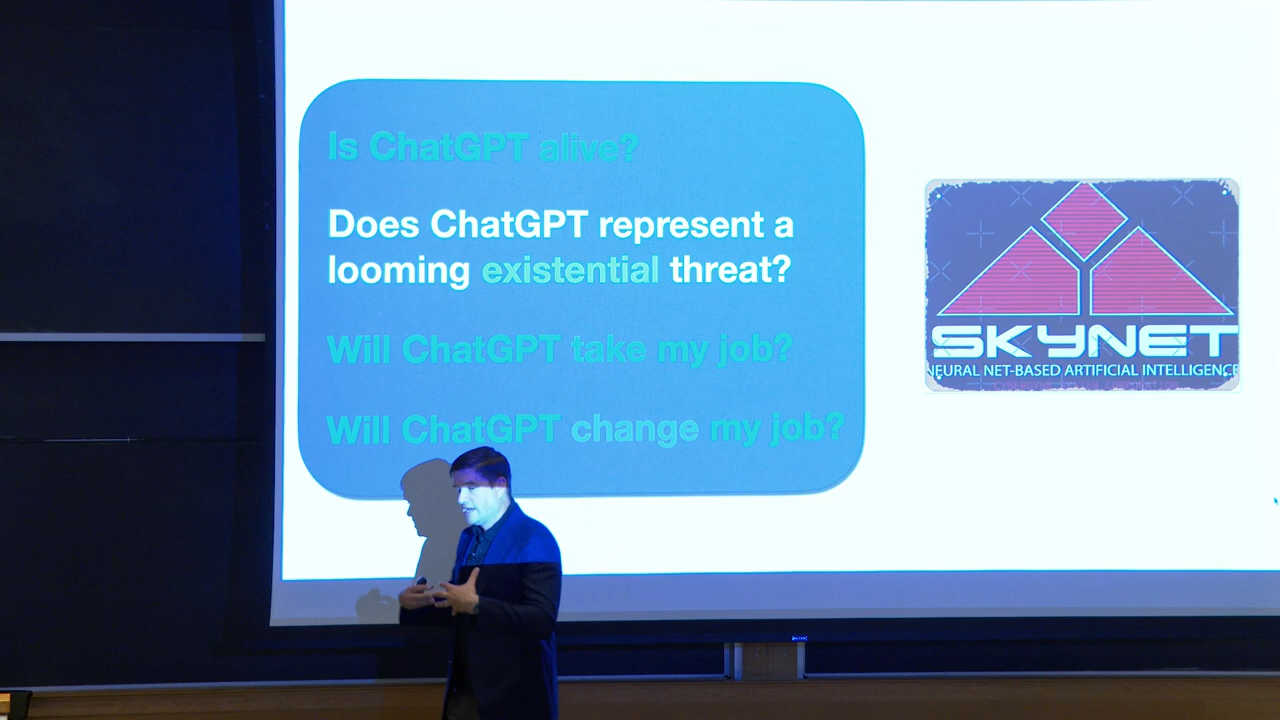 Is ChatGPT alive?
Does ChatGPT represent a
looming existential threat?
Will ChatGPT take my job?
Will ChatGPT change my job?
SKYNET
NEURAL NET-BASED ARTIFICIAL INTELLIGENCE